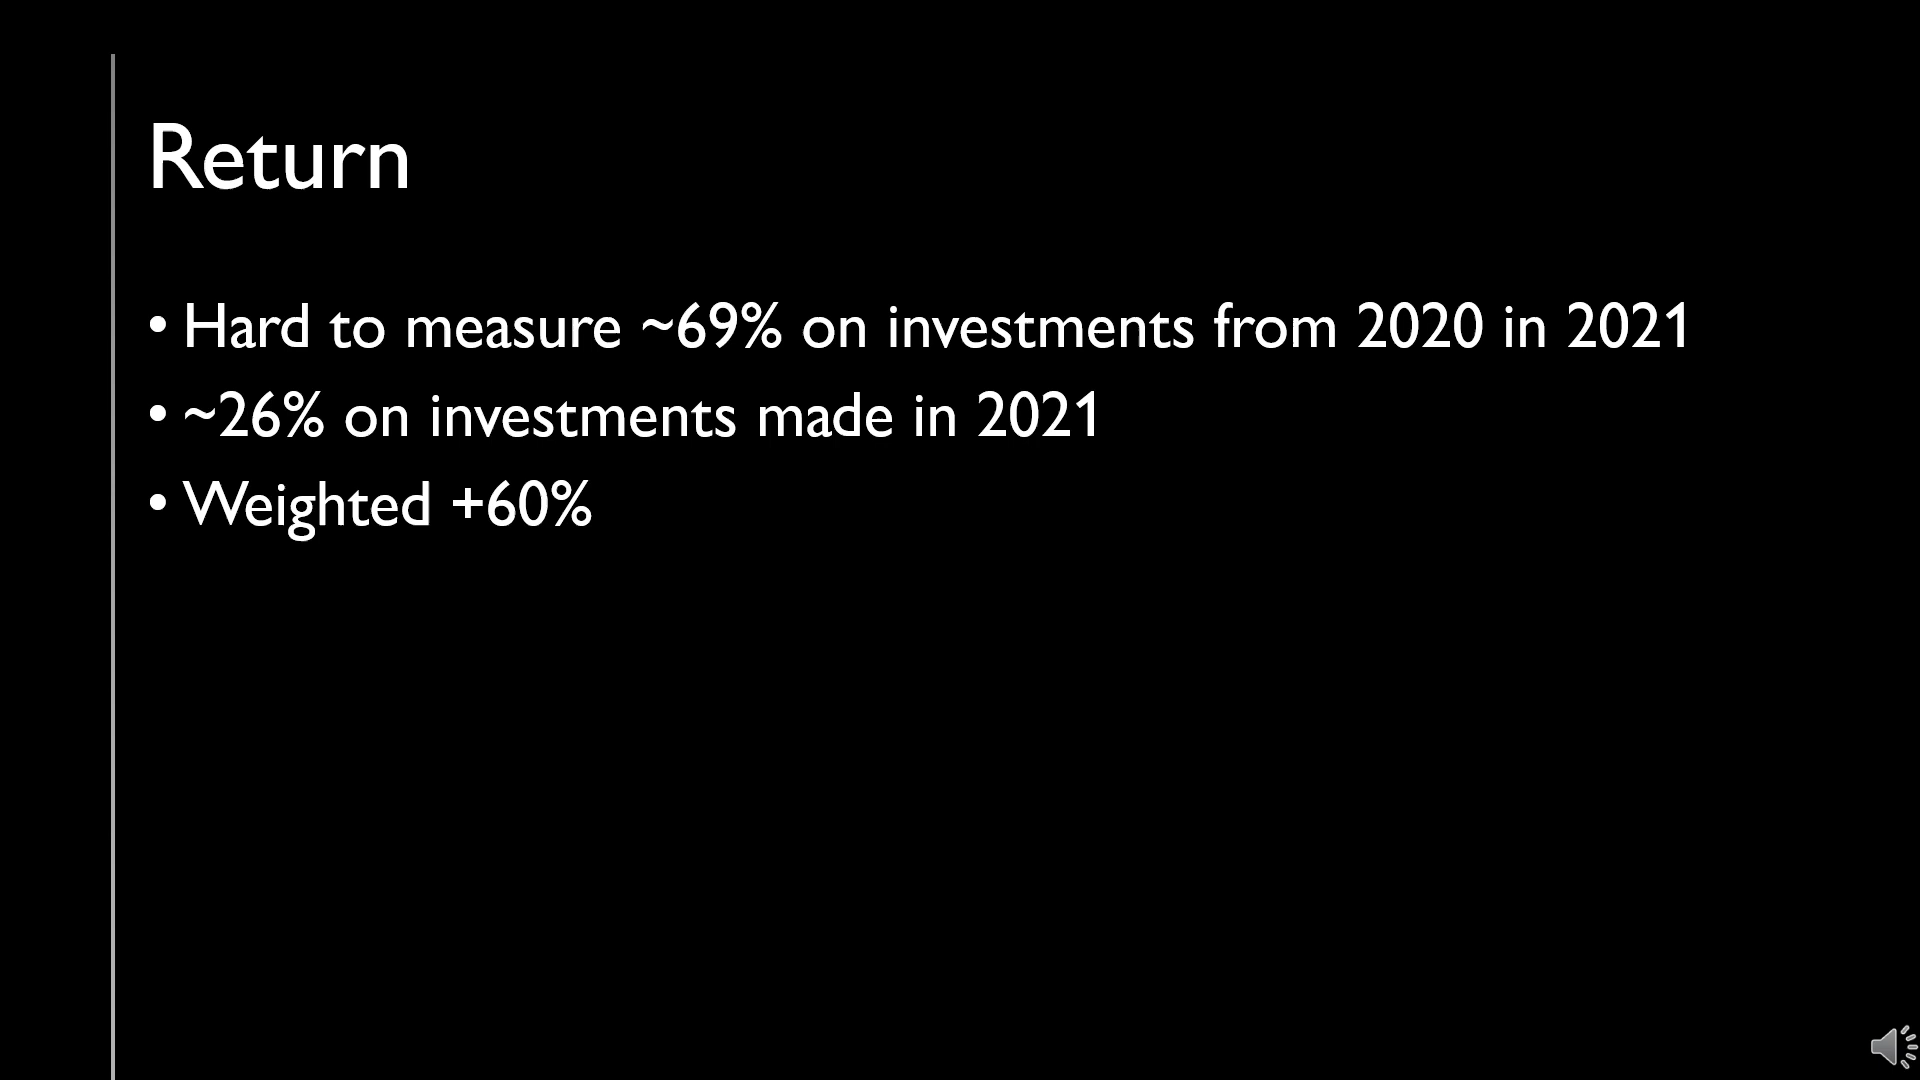 Return
• Hard to measure ~69% on investments from 2020 in 2021
• ~26% on investments made in 2021
• Weighted +60%